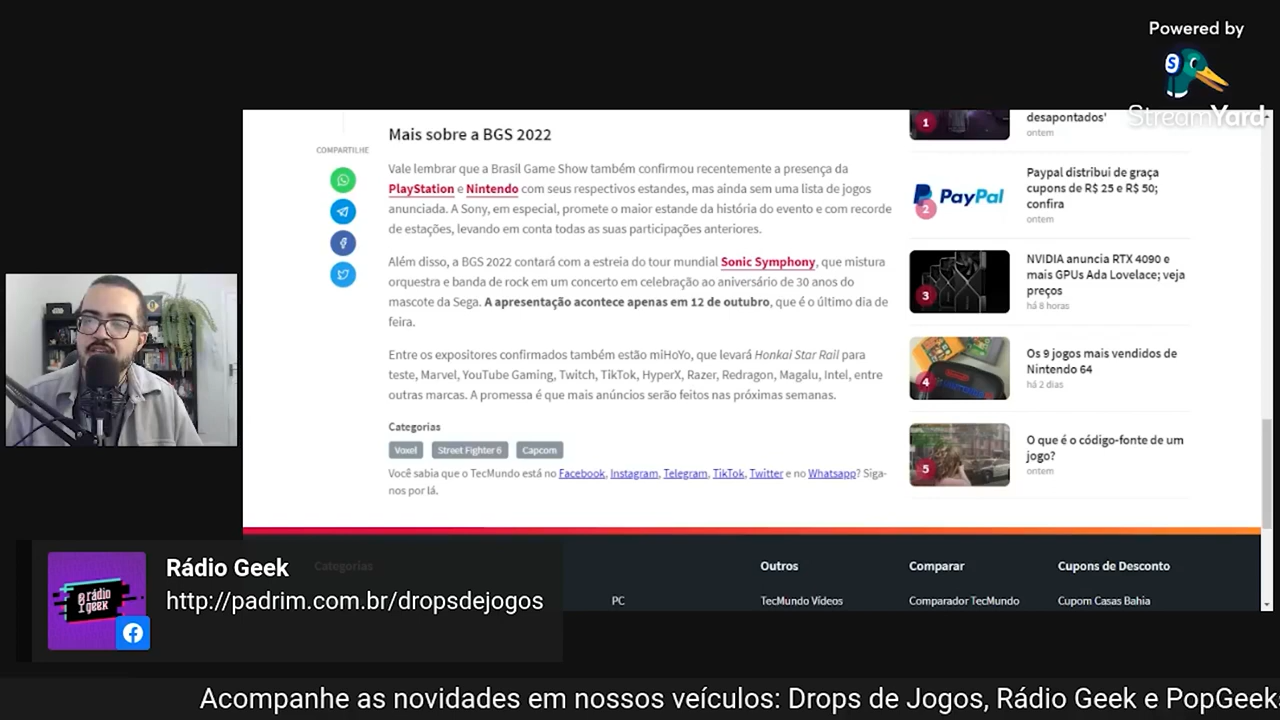 Powered by
StreamYard
Mais sobre a BGS 2022
COMPARTILHE
Vale lembrar que a Brasil Game Show também confirmou recentemente a presença da
PlayStation e Nintendo com seus respectivos estandes, mas ainda sem uma lista de jogos
anunciada. A Sony, em especial, promete o maior estande da história do evento e com recorde
de estações, levando em conta todas as suas participações anteriores.
Além disso, a BGS 2022 contará com a estreia do tour mundial Sonic Symphony, que mistura
orquestra e banda de rock em um concerto em celebração ao aniversário de 30 anos do
mascote da Sega. A apresentação acontece apenas em 12 de outubro, que é o último dia de
feira.
Entre os expositores confirmados também estão miHoYo, que levará Honkai Star Rail para
teste, Marvel, YouTube Gaming, Twitch, TikTok, HyperX, Razer, Redragon, Magalu, Intel, entre
outras marcas. A promessa é que mais anúncios serão feitos nas próximas semanas.
Categorias
Voxel Street Fighter 6 Capcom
Você sabia que o TecMundo está no Facebook, Instagram, Telegram, TikTok, Twitter e no Whatsapp? Siga-
nos por lá.
1
desapontados'
ontem
2
PayPal
Paypal distribui de graça
cupons de R$ 25 e R$ 50;
confira
ontem
3
NVIDIA anuncia RTX 4090 e
mais GPUs Ada Lovelace; veja
preços
há 8 horas
4
Os 9 jogos mais vendidos de
Nintendo 64
há 2 dias
5
O que é o código-fonte de um
jogo?
ontem
Categorias
PC
Outros
TecMundo Vídeos
Comparar
Comparador TecMundo
Cupons de Desconto
Cupom Casas Bahia
rádio
geek
Rádio Geek
http://padrim.com.br/dropsdejogos
Acompanhe as novidades em nossos veículos: Drops de Jogos, Rádio Geek e PopGeek